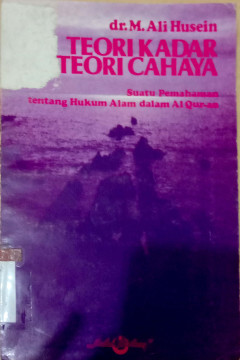 dr.M. Ali Husein
TEORI KADAR
TEORI CAHAYA
Suatu Pemahaman
tentang Hukum Alam dalam Al Qur-an